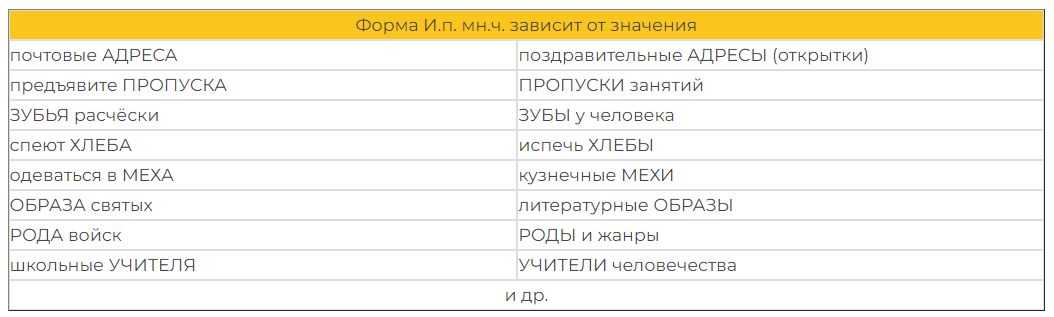 Форма И.п. мн.ч. зависит от значения
почтовые АДРЕСА поздравительные АДРЕСЫ (открытки)
предъявите ПРОПУСКА ПРОПУСКИ занятий
ЗУБЬЯ расчёски ЗУБЫ у человека
спеют ХЛЕБА испечь ХЛЕБЫ
одеваться в МЕХА кузнечные МЕХИ
ОБРАЗА святых литературные ОБРАЗЫ
РОДА войск РОДЫ и жанры
школьные УЧИТЕЛЯ УЧИТЕЛИ человечества
и др.